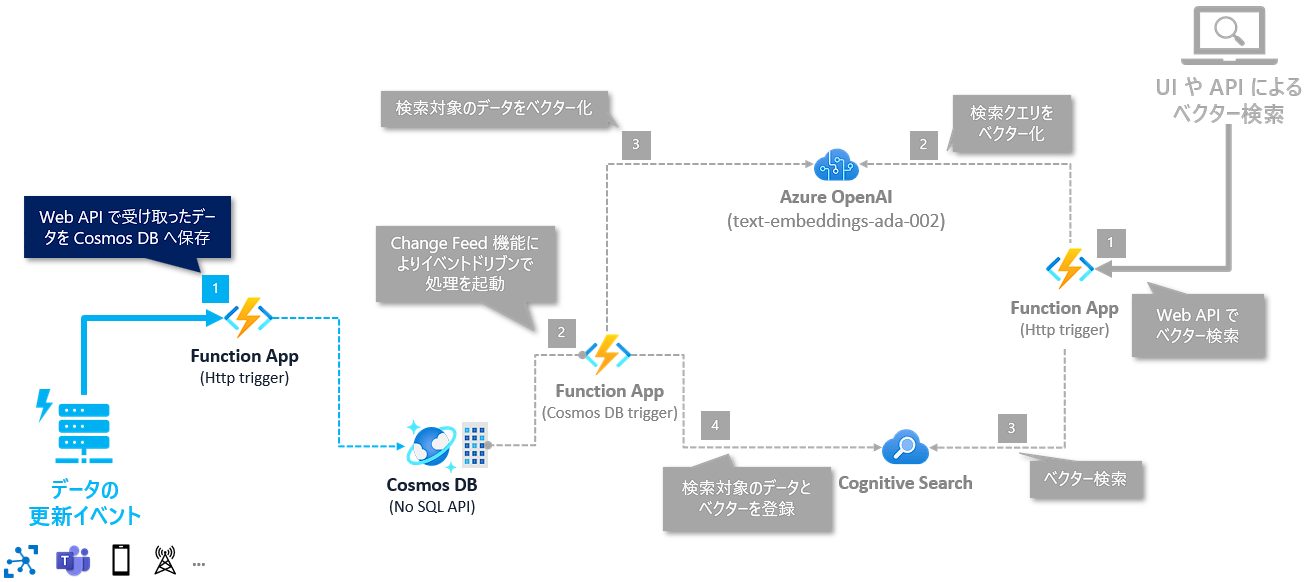 UI や API による
ベクター検索
検索対象のデータをベクター化
3
検索クエリを
ベクター化
2
Azure OpenAI
(text-embeddings-ada-002)
Web API で受け取ったデー
タを Cosmos DB へ保存
1
Change Feed 機能に
よりイベントドリブンで
処理を起動
2
1
Function App
(Http trigger)
Web API で
ベクター検索
Function App
(Http trigger)
Function App
(Cosmos DB trigger)
4
3
Cosmos DB
(No SQL API)
検索対象のデータと
ベクターを登録
Cognitive Search
ベクター検索
データの
更新イベント
T
...